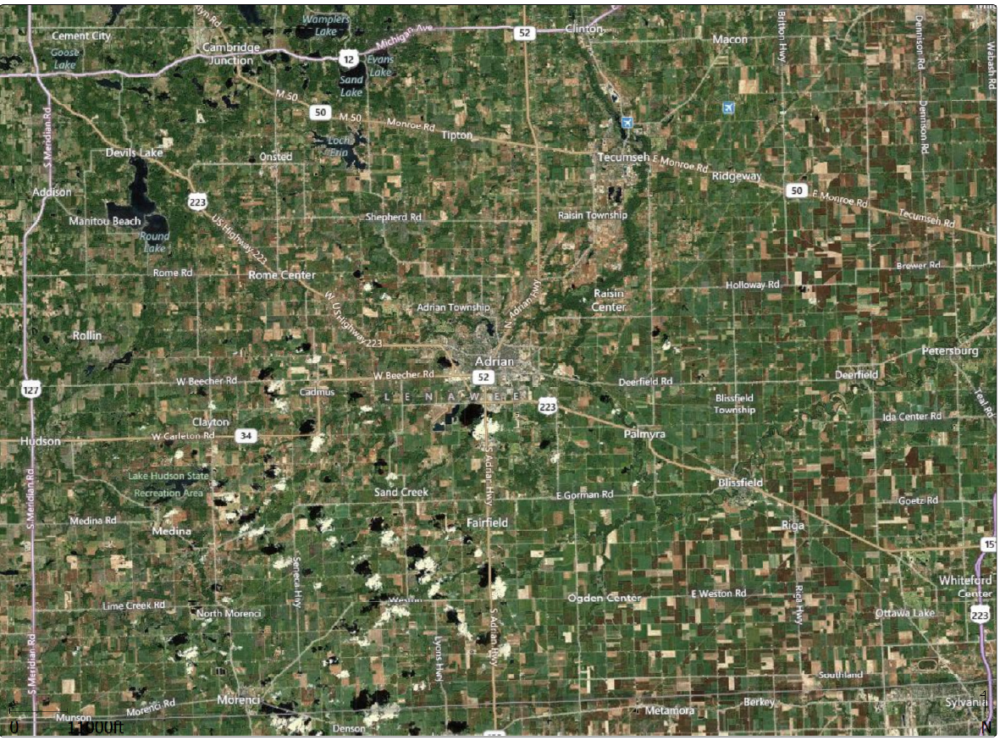 Cement City
Goose
Lake
Cambridge
Junction
Wamplers
Lake
Michigan Ave
52
Clinton
Macon
Britton Hwy
Dennison Rd
Wabash Rd
12
Evans
Lake
Sand
Lake
M 50
50
M 50
Monroe Rd
Tipton
Dennison Rd
S Meridian Rd
Devils Lake
Onsted
Loch
Erin
Tecumseh
E Monroe Rd
Ridgeway
50
E Monroe Rd
Tecumseh Rd
Addison
223
Manitou Beach
Round
Lake
US Highway 223
Shepherd Rd
Raisin Township
Rome Rd
Rome Center
Brewer Rd
Holloway Rd
W US Highway 223
Adrian Township
N Adrian Hwy
Raisin
Center
Rollin
Adrian
Petersburg
127
W Beecher Rd
W Beecher Rd
52
Deerfield Rd
Deerfield
Cadmus
LENAWEE
223
Blissfield
Township
Teal Rd
Clayton
Ida Center Rd
Hudson
W Carleton Rd
34
Palmyra
S Adrian Hwy
Lake Hudson State
Recreation Area
S Meridian Rd
Sand Creek
E Gorman Rd
Blissfield
Goetz Rd
Medina Rd
Medina
Fairfield
Riga
Seneca Hwy
Whiteford
Center
Lime Creek Rd
North Morenci
Weston
Ogden Center
E Weston Rd
Riga Hwy
Ottawa Lake
223
S Meridian Rd
Lyons Hwy
S Adrian Hwy
Southland
Morenci
Morenci Rd
Munson
Denson
Metamora
Berkey
Sylvania
0
11000ft
N